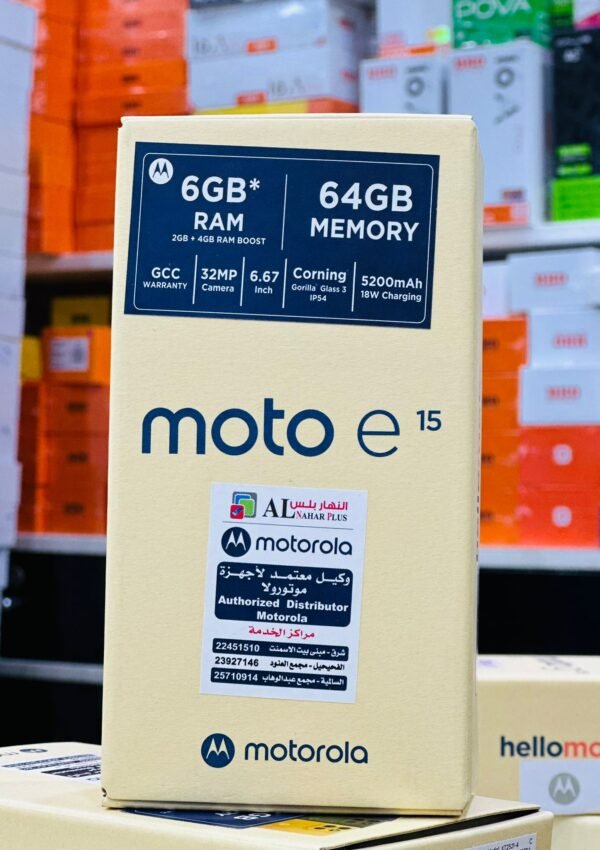 POVA
6GB*
RAM
2GB + 4GB RAM BOOST
64GB
MEMORY
GCC
WARRANTY
32MP
Camera
6.67
Inch
Corning
Gorilla Glass 3
IP54
5200mAh
18W Charging
moto e 15
النهار بلس
AL NAHAR PLUS
motorola
وكيل معتمد لأجهزة
موتورولا
Authorized Distributor
Motorola
مراكز الخدمة
شرق - مبنى بيت الاسمنت 22451510
الفحيحيل - مجمع العنود 23927146
السالمية - مجمع عبدالوهاب 25710914
motorola
hellomo